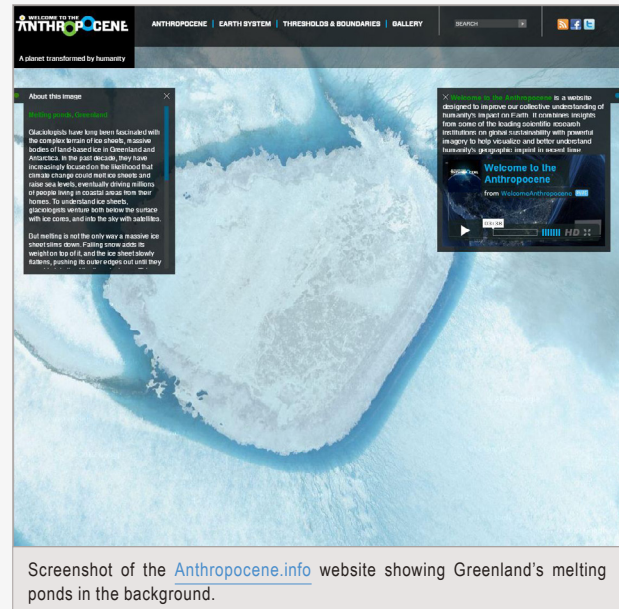 WELCOME TO THE
ANTHROPOCENE
A planet transformed by humanity
ANTHROPOCENE | EARTH SYSTEM | THRESHOLDS & BOUNDARIES | GALLERY
SEARCH
About this image
Melting ponds, Greenland
Glaciologists have long been fascinated with
the complex terrain of ice sheets, massive
bodies of land-based ice in Greenland and
Antarctica. In the past decade, they have
increasingly focused on the likelihood that
climate change could melt ice sheets and
raise sea levels, eventually driving millions
of people living in coastal areas from their
homes. To understand ice sheets,
glaciologists venture both below the surface
with ice cores, and into the sky with satellites.
But melting is not the only way a massive ice
sheet slims down. Falling snow adds its
weight on top of it, and the ice sheet slowly
flattens, pushing its outer edges out until they
Welcome to the Anthropocene is a website
designed to improve our collective understanding of
humanity's impact on Earth. It combines insights
from some of the leading scientific research
institutions on global sustainability with powerful
imagery to help visualize and better understand
humanity's geographic imprint in recent time
Welcome to the
Anthropocene
from WelcomeAnthropocene
03:38
HD
Screenshot of the Anthropocene.info website showing Greenland's melting
ponds in the background.